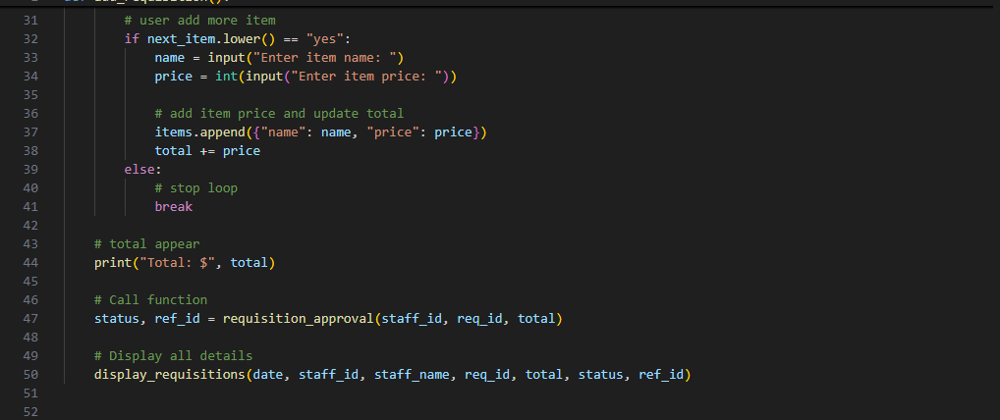 31 # user add more item
32 if next_item.lower() == "yes":
33 name = input("Enter item name: ")
34 price = int(input("Enter item price: "))
35
36 # add item price and update total
37 items.append({"name": name, "price": price})
38 total += price
39 else:
40 # stop loop
41 break
42
43 # total appear
44 print("Total: $", total)
45
46 # Call function
47 status, ref_id = requisition_approval(staff_id, req_id, total)
48
49 # Display all details
50 display_requisitions(date, staff_id, staff_name, req_id, total, status, ref_id)
51
52